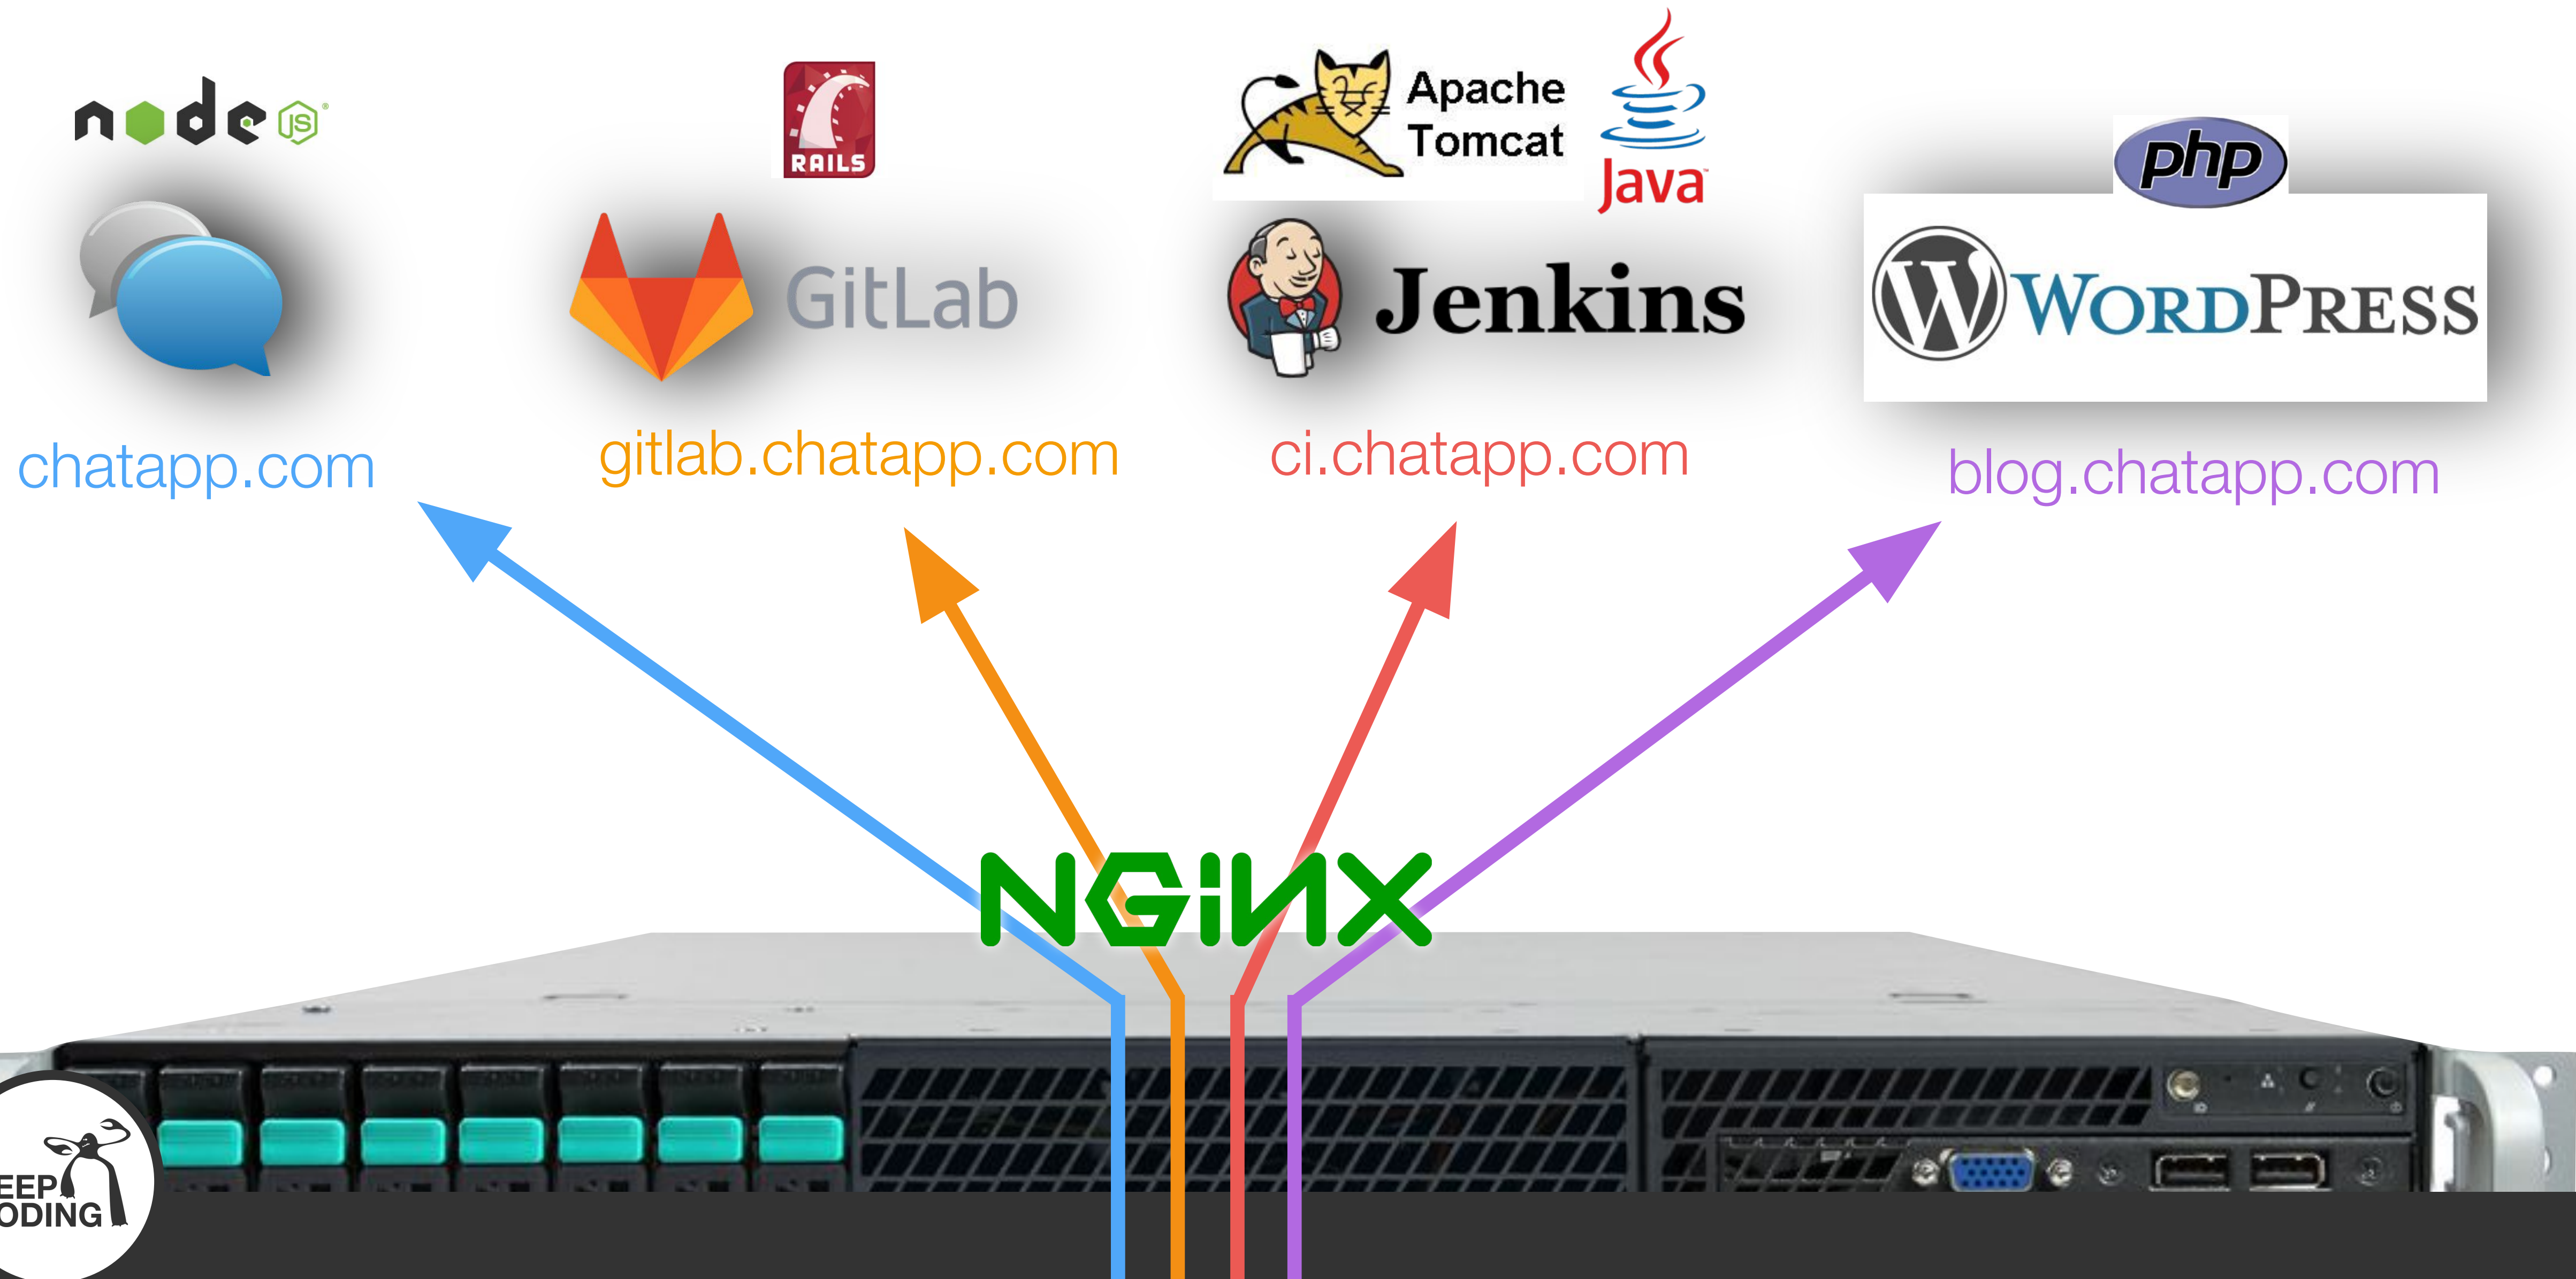 node JS
RAILS
Apache
Tomcat
Java
php
GitLab
Jenkins
W WORDPRESS
chatapp.com
gitlab.chatapp.com
ci.chatapp.com
blog.chatapp.com
NGINX
EEP
ODING